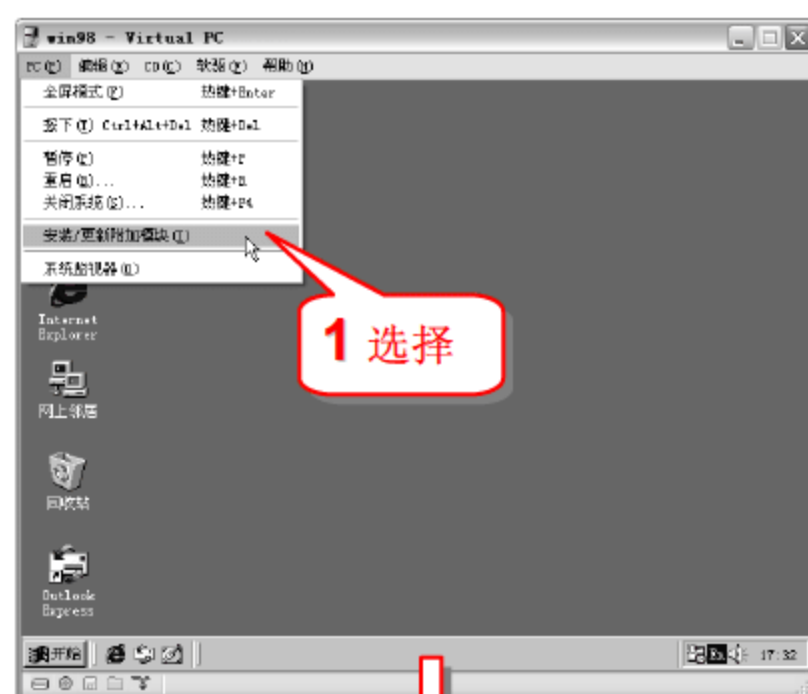 win98 - Virtual PC
PC(P) 编辑(X) CD(C) 软驱(Y) 帮助(H)
全屏模式(F) 热键+Enter
按下(T) Ctrl+Alt+Del 热键+Del
暂停(P) 热键+P
重启(R)... 热键+R
关闭系统(S)... 热键+F4
安装/更新附加模块(I)
系统监视器(U)
1 选择
Internet
Explorer
网上邻居
回收站
Outlook
Express
开始
En
17:32